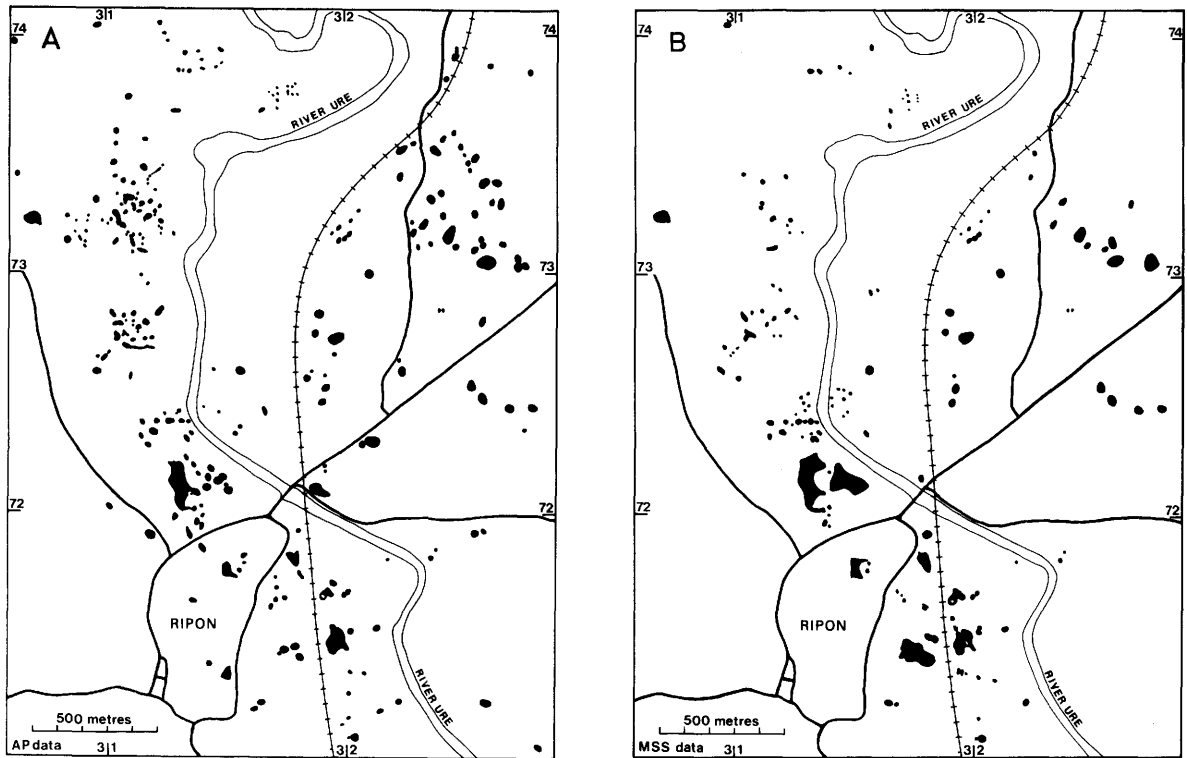 A
3|1
3|2
74
74
RIVER URE
73
73
72
72
RIPON
RIVER URE
500 metres
AP data
3|1
3|2
B
3|1
3|2
74
74
RIVER URE
73
73
72
72
RIPON
RIVER URE
500 metres
MSS data
3|1
3|2